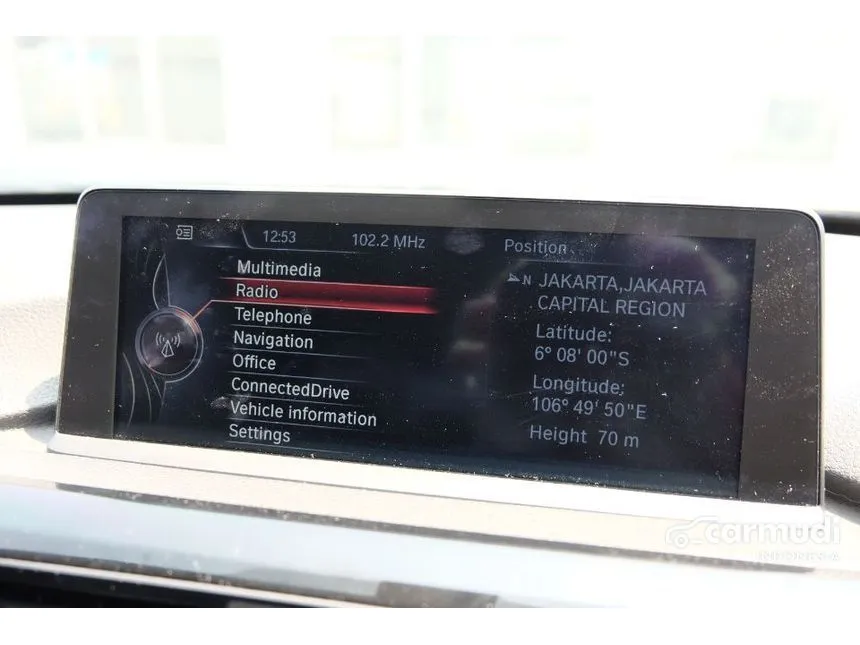 12:53
102.2 MHz
Multimedia
Radio
Telephone
Navigation
Office
ConnectedDrive
Vehicle information
Settings
Position
N JAKARTA,JAKARTA
CAPITAL REGION
Latitude:
6° 08' 00"S
Longitude:
106° 49' 50"E
Height 70 m
carmudi
INDONESIA